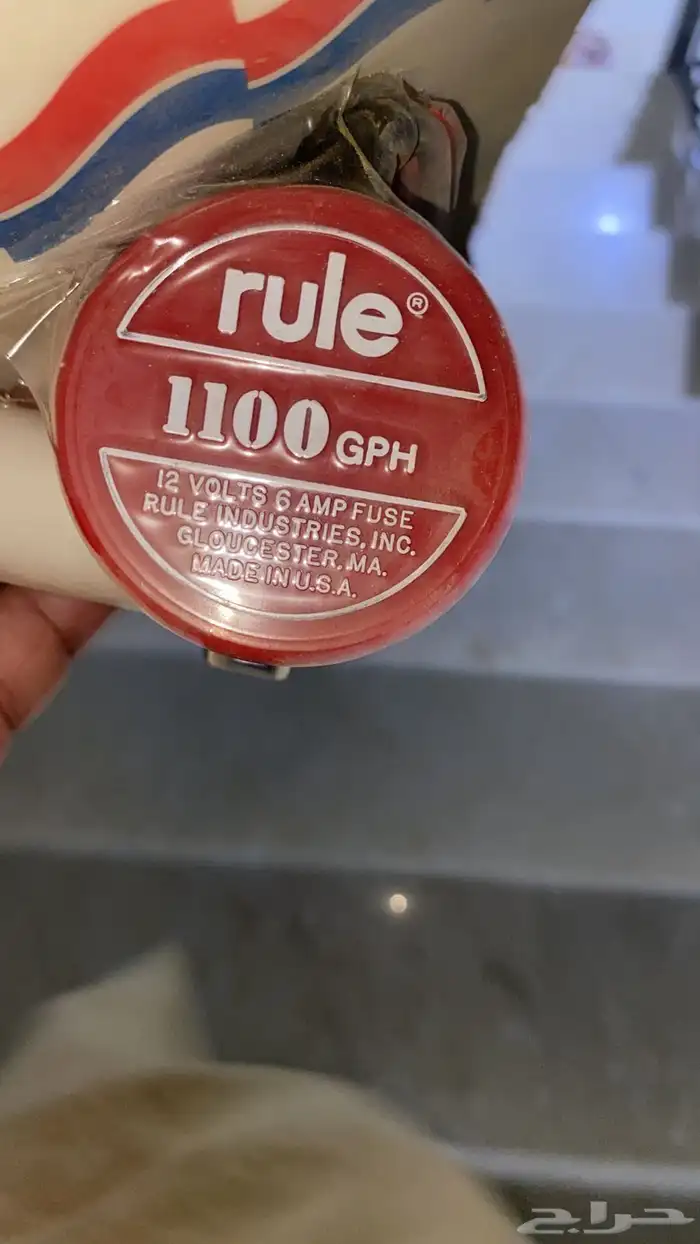 rule®
1100 GPH
12 VOLTS 6 AMP FUSE
RULE INDUSTRIES, INC.
GLOUCESTER, MA.
MADE IN U.S.A.
حراج